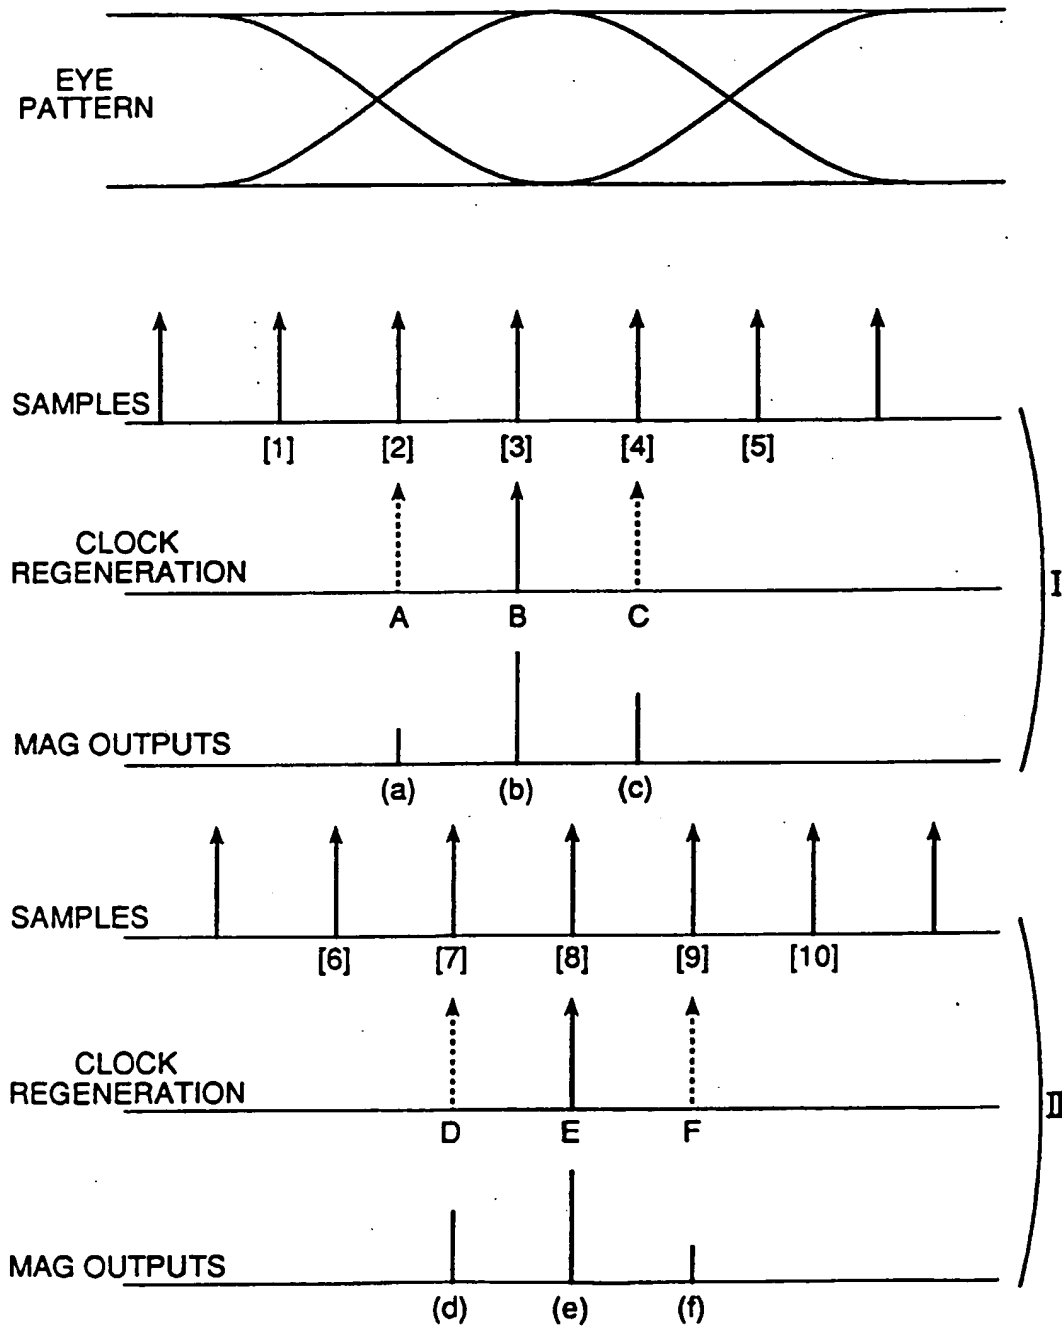 EYE
PATTERN
SAMPLES
[1] [2] [3] [4] [5]
CLOCK
REGENERATION
A B C
I
MAG OUTPUTS
(a) (b) (c)
SAMPLES
[6] [7] [8] [9] [10]
CLOCK
REGENERATION
D E F
II
MAG OUTPUTS
(d) (e) (f)